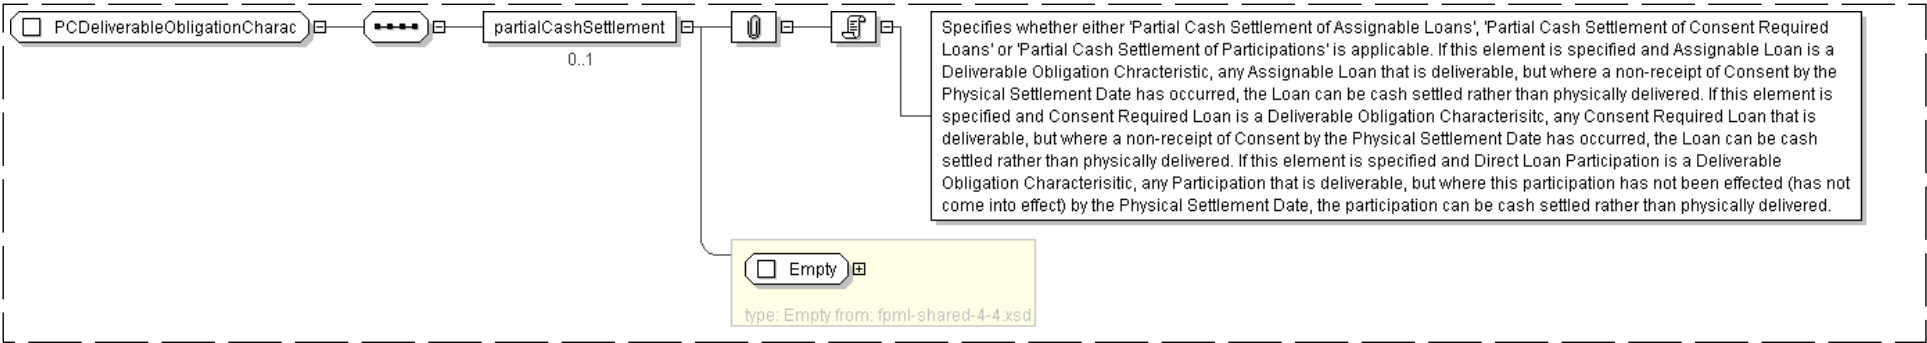 PCDeliverableObligationCharac
partialCashSettlement
0..1
Specifies whether either 'Partial Cash Settlement of Assignable Loans', 'Partial Cash Settlement of Consent Required
Loans' or 'Partial Cash Settlement of Participations' is applicable. If this element is specified and Assignable Loan is a
Deliverable Obligation Chracteristic, any Assignable Loan that is deliverable, but where a non-receipt of Consent by the
Physical Settlement Date has occurred, the Loan can be cash settled rather than physically delivered. If this element is
specified and Consent Required Loan is a Deliverable Obligation Characterisitc, any Consent Required Loan that is
deliverable, but where a non-receipt of Consent by the Physical Settlement Date has occurred, the Loan can be cash
settled rather than physically delivered. If this element is specified and Direct Loan Participation is a Deliverable
Obligation Characterisitic, any Participation that is deliverable, but where this participation has not been effected (has not
come into effect) by the Physical Settlement Date, the participation can be cash settled rather than physically delivered.
Empty
type: Empty from: fpml-shared-4-4.xsd